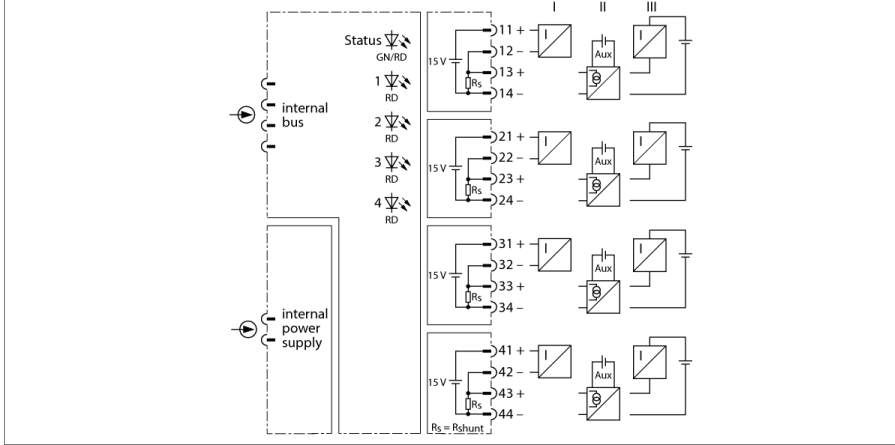 I II III
Status
GN/RD
1
RD
2
RD
3
RD
4
RD
internal
bus
internal
power
supply
15 V
11 +
12 –
13 +
14 –
Rs
I
Aux
I
15 V
21 +
22 –
23 +
24 –
Rs
I
Aux
I
15 V
31 +
32 –
33 +
34 –
Rs
I
Aux
I
15 V
41 +
42 –
43 +
44 –
Rs
I
Aux
I
Rs = Rshunt